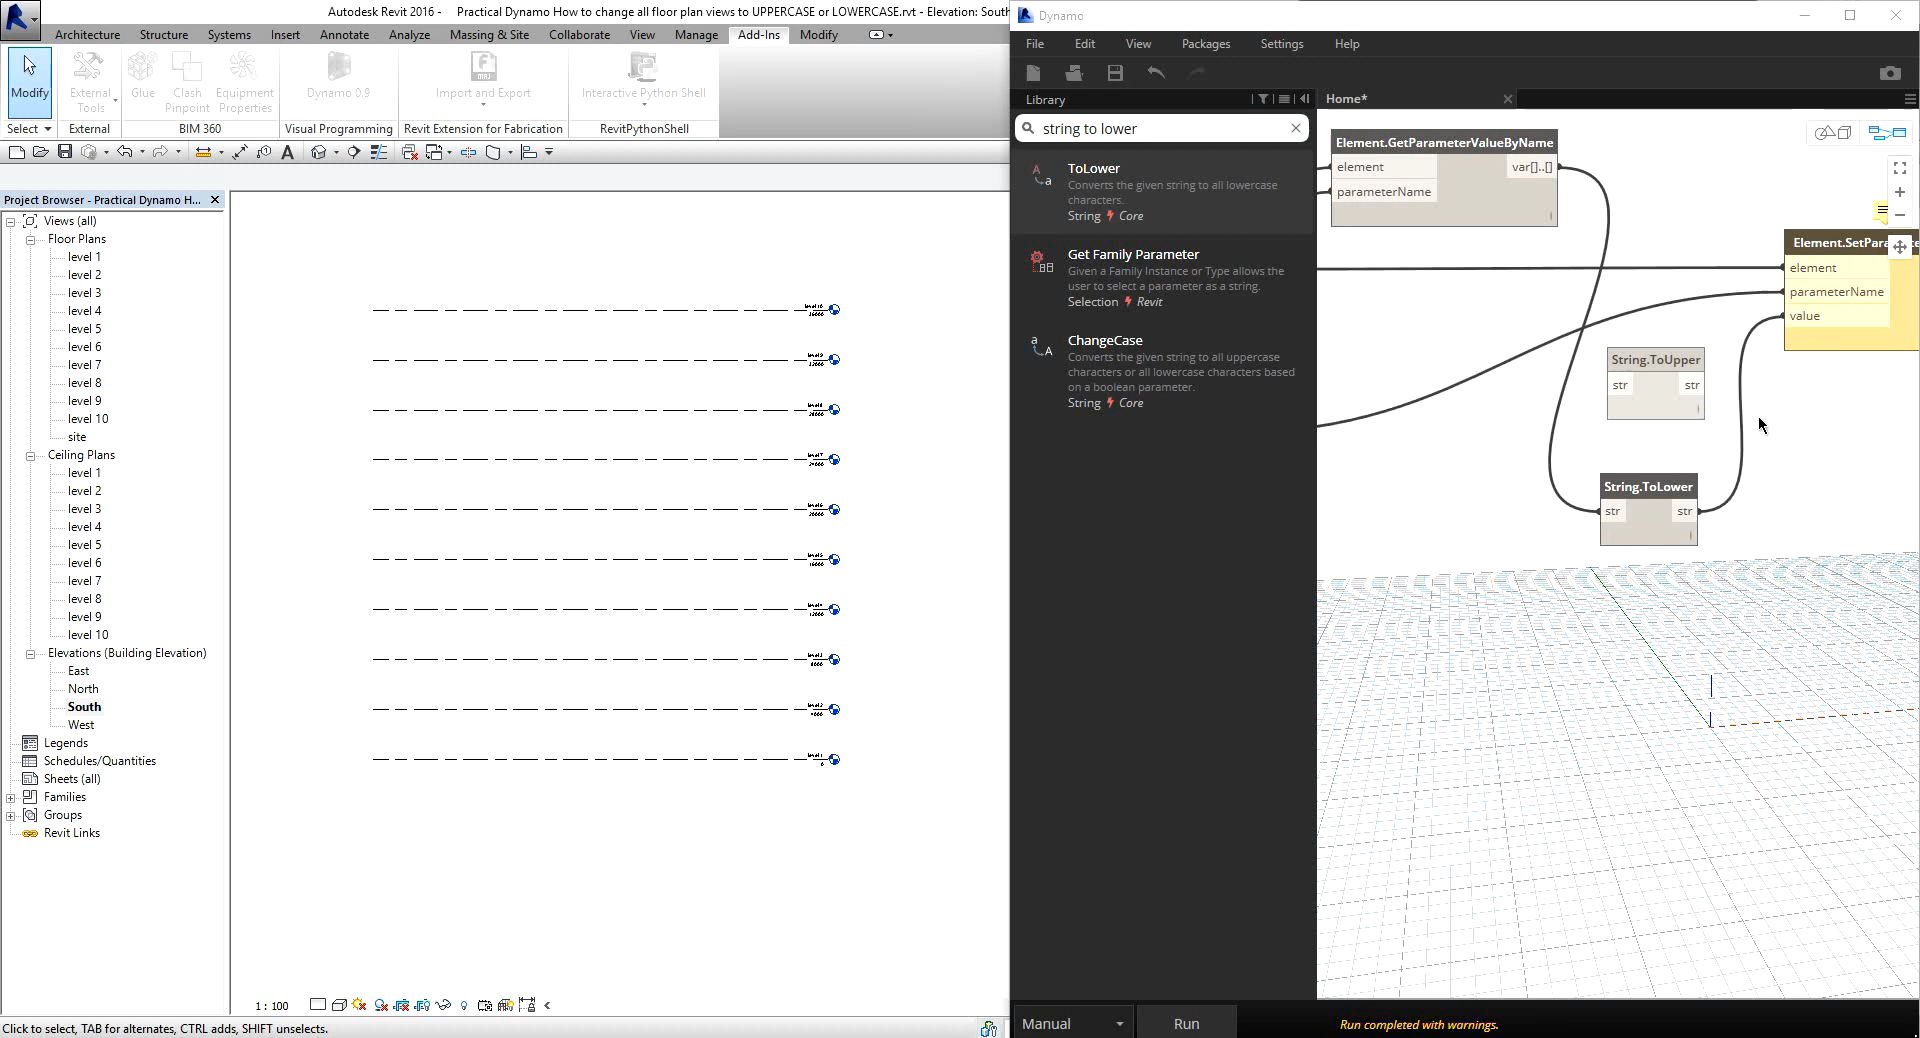 Autodesk Revit 2016 - Practical Dynamo How to change all floor plan views to UPPERCASE or LOWERCASE.rvt - Elevation: South
Architecture Structure Systems Insert Annotate Analyze Massing & Site Collaborate View Manage Add-Ins Modify
Modify
External Tools
Glue
Clash Pinpoint
Equipment Properties
Dynamo 0.9
Import and Export
Interactive Python Shell
Select External BIM 360 Visual Programming Revit Extension for Fabrication RevitPythonShell
Project Browser - Practical Dynamo H...
Views (all)
Floor Plans
level 1
level 2
level 3
level 4
level 5
level 6
level 7
level 8
level 9
level 10
site
Ceiling Plans
level 1
level 2
level 3
level 4
level 5
level 6
level 7
level 8
level 9
level 10
Elevations (Building Elevation)
East
North
South
West
Legends
Schedules/Quantities
Sheets (all)
Families
Groups
Revit Links
1 : 100
Click to select, TAB for alternates, CTRL adds, SHIFT unselects.
Dynamo
File Edit View Packages Settings Help
Library
Home*
string to lower
ToLower
Converts the given string to all lowercase
characters.
String Core
Get Family Parameter
Given a Family Instance or Type allows the
user to select a parameter as a string.
Selection Revit
ChangeCase
Converts the given string to all uppercase
characters or all lowercase characters based
on a boolean parameter.
String Core
Element.GetParameterValueByName
element var[]..[]
parameterName
Element.SetPara
element
parameterName
value
String.ToUpper
str str
String.ToLower
str str
Manual Run Run completed with warnings.